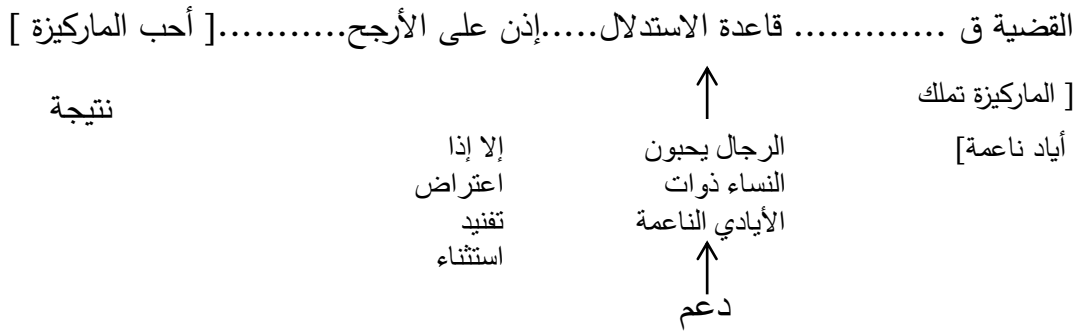 القضية ق ............. قاعدة الاستدلال.....إذن على الأرجح...........[ أحب الماركيزة ]
[ الماركيزة تملك
أياد ناعمة]
الرجال يحبون
النساء ذوات
الأيادي الناعمة
إلا إذا
اعتراض
تفنيد
استثناء
نتيجة
دعم